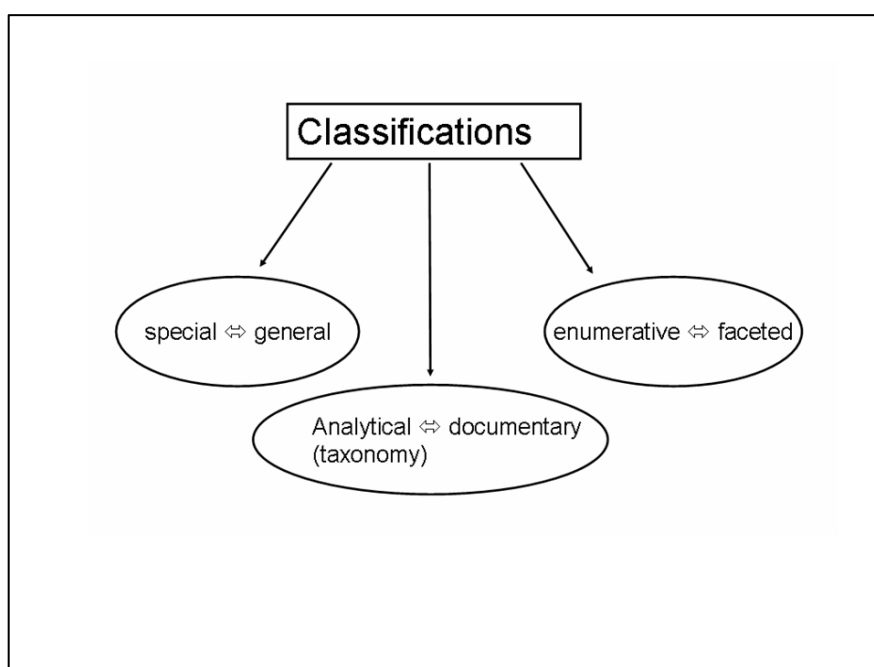 Classifications
special ⇔ general
enumerative ⇔ faceted
Analytical ⇔ documentary
(taxonomy)